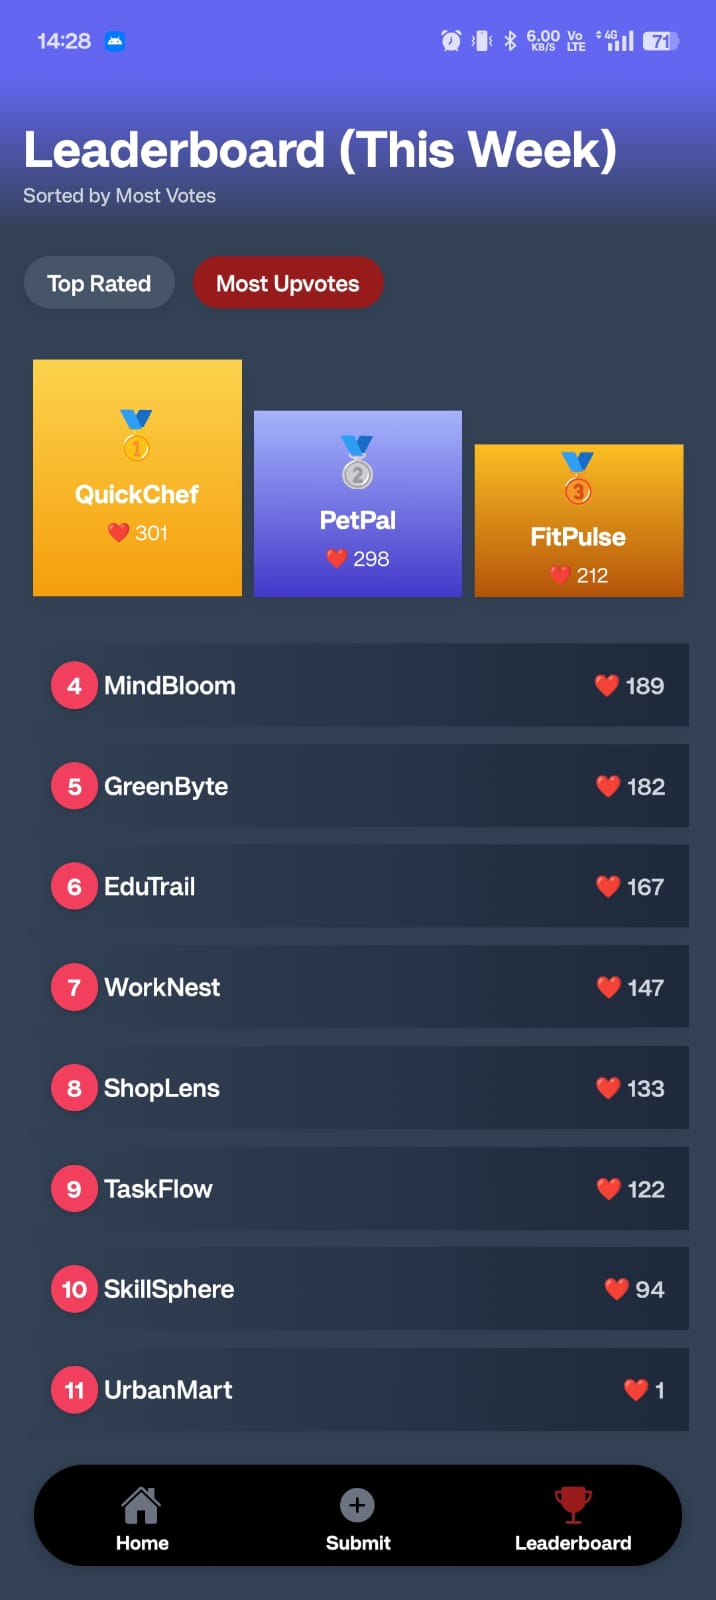 14:28 6.00 KB/S Vo LTE 4G 71
Leaderboard (This Week)
Sorted by Most Votes
Top Rated Most Upvotes
1
QuickChef
❤️ 301
2
PetPal
❤️ 298
3
FitPulse
❤️ 212
4 MindBloom ❤️ 189
5 GreenByte ❤️ 182
6 EduTrail ❤️ 167
7 WorkNest ❤️ 147
8 ShopLens ❤️ 133
9 TaskFlow ❤️ 122
10 SkillSphere ❤️ 94
11 UrbanMart ❤️ 1
Home Submit Leaderboard